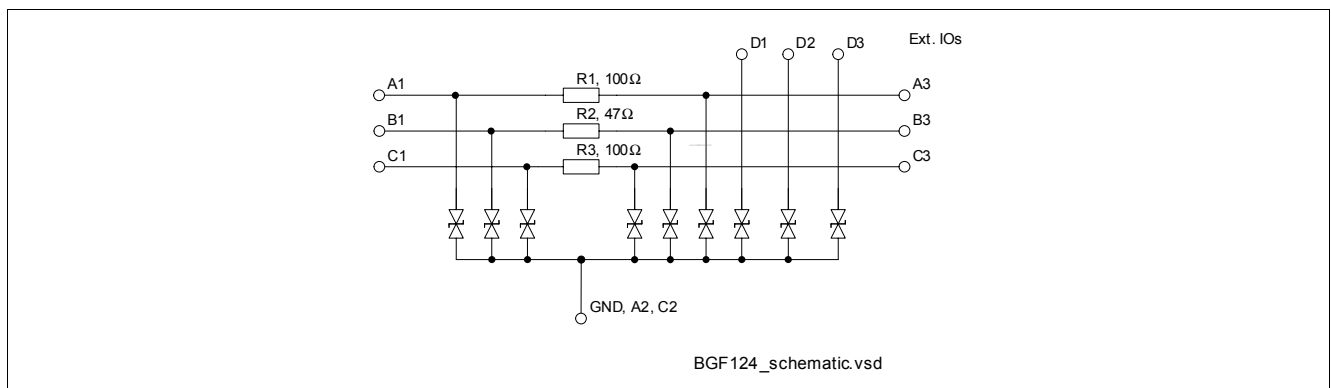 D1 D2 D3 Ext. IOs
A1 R1, 100Ω A3
B1 R2, 47Ω B3
C1 R3, 100Ω C3
GND, A2, C2
BGF124_schematic.vsd